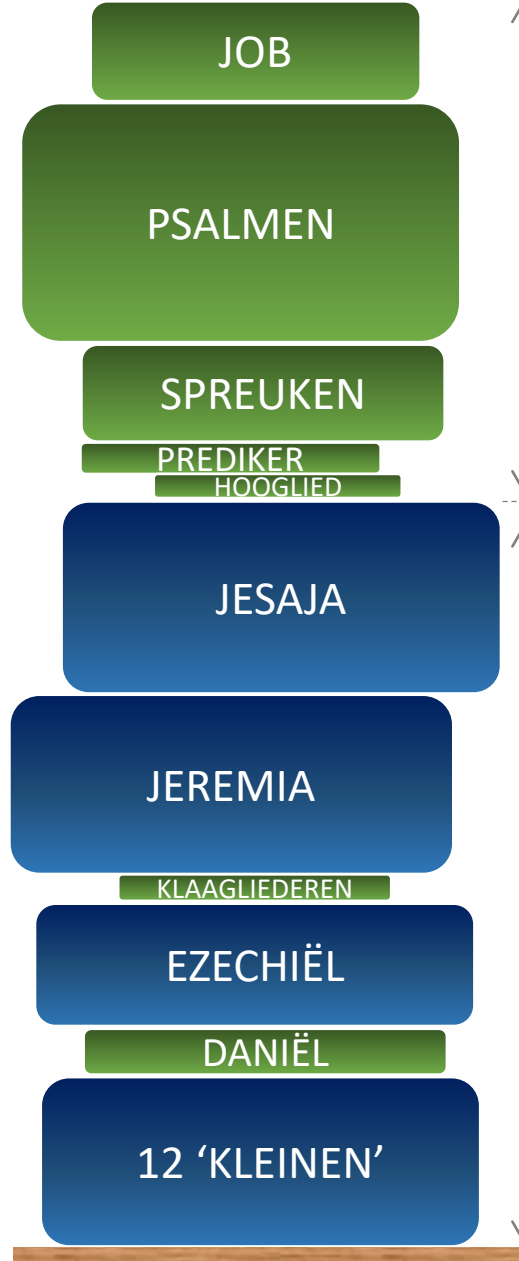 JOB
PSALMEN
SPREUKEN
PREDIKER
HOOGLIED
JESAJA
JEREMIA
KLAAGLIEDEREN
EZECHIËL
DANIËL
12 ‘KLEINEN’